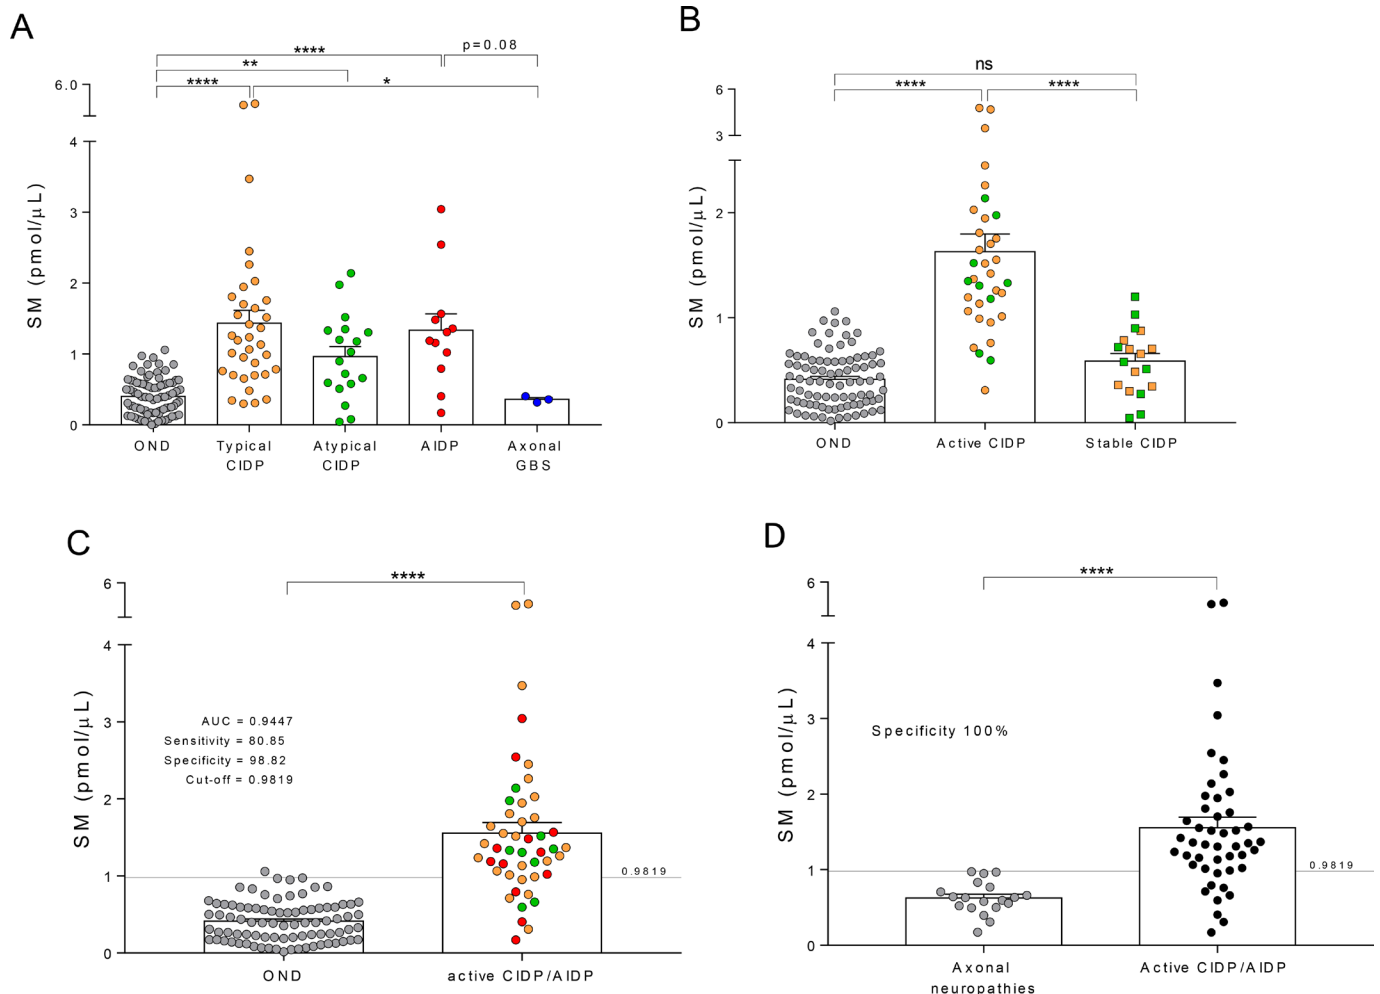 A
****
p=0.08
**
****
*
6.0
4
3
2
1
0
SM (pmol/μL)
OND
Typical
CIDP
Atypical
CIDP
AIDP
Axonal
GBS
B
ns
****
****
6
3
2
1
0
SM (pmol/μL)
OND
Active CIDP
Stable CIDP
C
****
6
4
3
2
1
0
SM (pmol/μL)
AUC = 0.9447
Sensitivity = 80.85
Specificity = 98.82
Cut-off = 0.9819
0.9819
OND
active CIDP/AIDP
D
****
6
4
3
2
1
0
SM (pmol/μL)
Specificity 100%
0.9819
Axonal
neuropathies
Active CIDP/AIDP